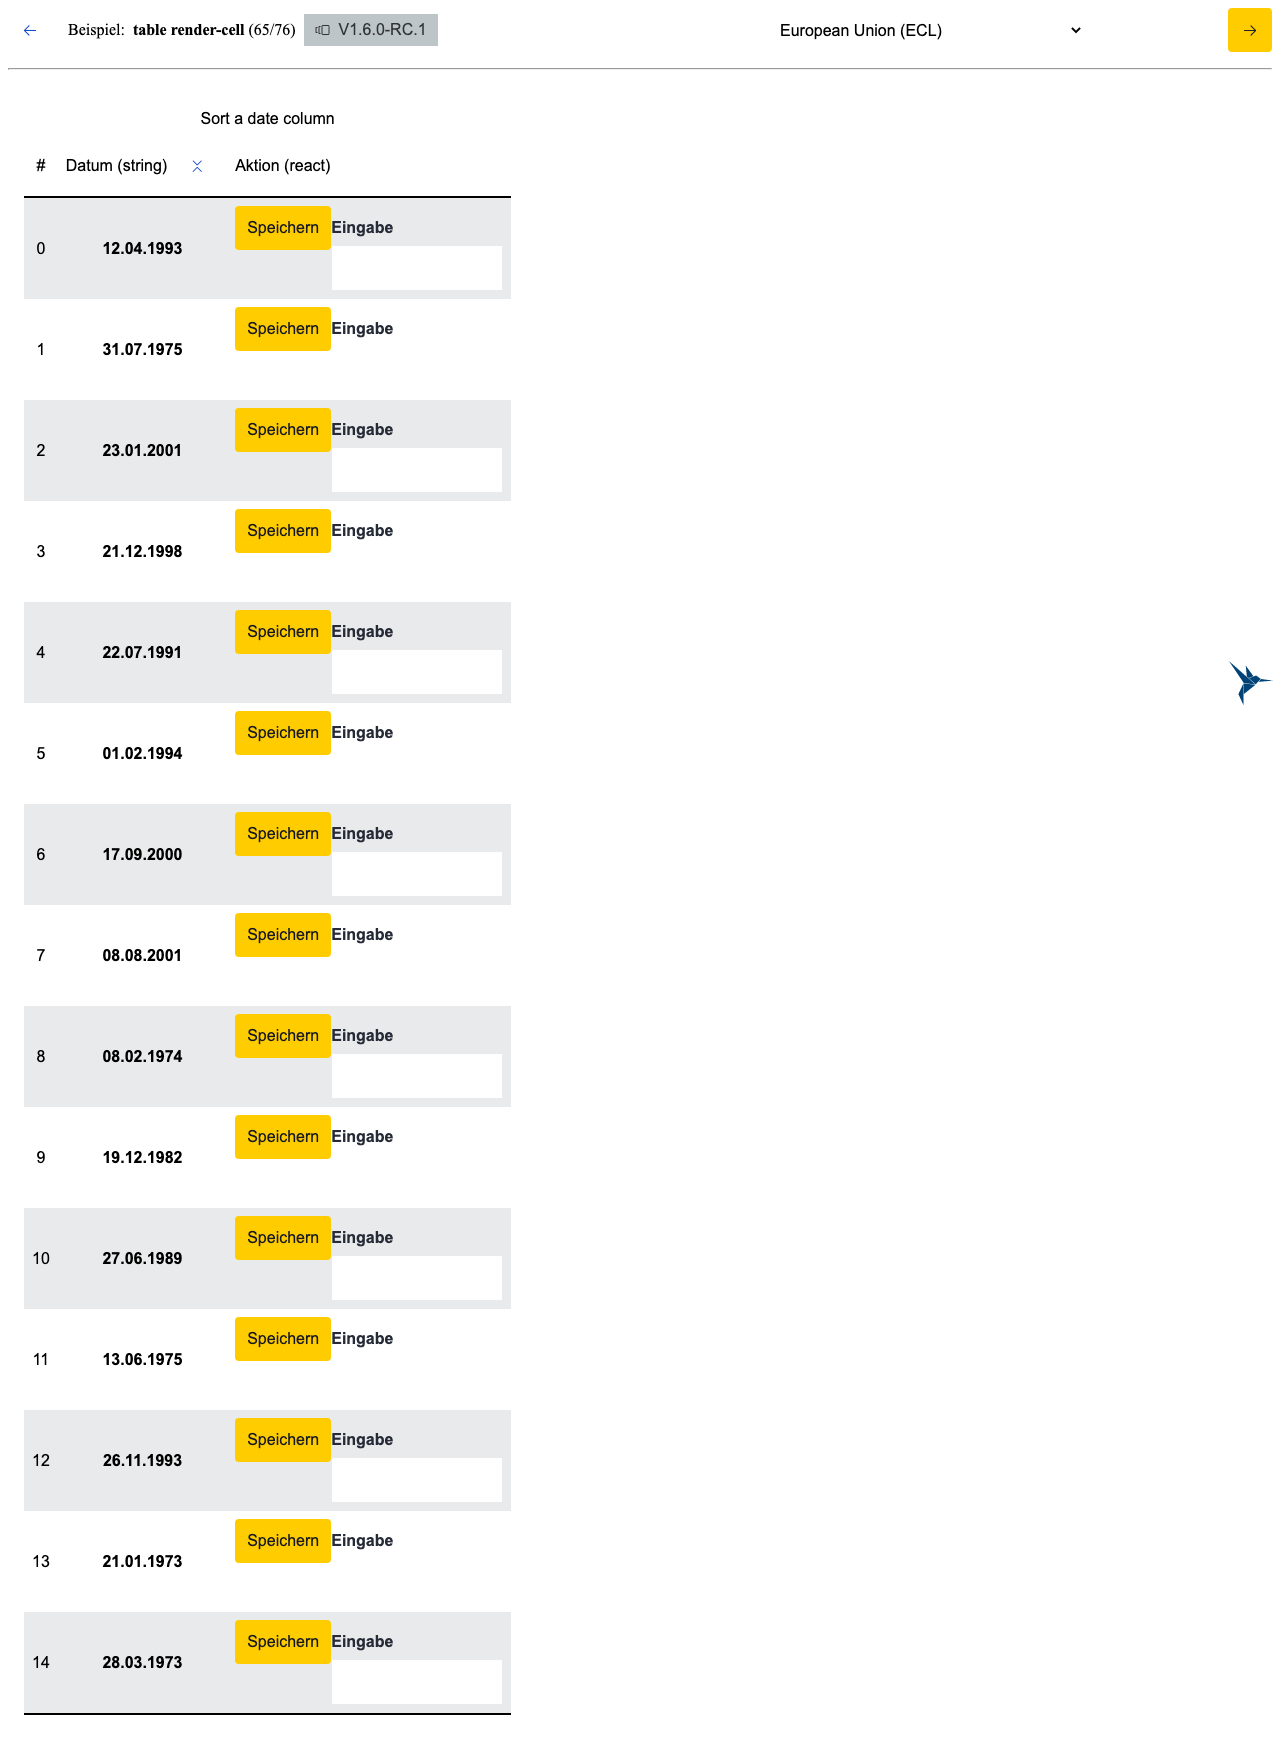 Beispiel: table render-cell (65/76) V1.6.0-RC.1 European Union (ECL)
Sort a date column
# Datum (string) Aktion (react)
0 12.04.1993 Speichern Eingabe
1 31.07.1975 Speichern Eingabe
2 23.01.2001 Speichern Eingabe
3 21.12.1998 Speichern Eingabe
4 22.07.1991 Speichern Eingabe
5 01.02.1994 Speichern Eingabe
6 17.09.2000 Speichern Eingabe
7 08.08.2001 Speichern Eingabe
8 08.02.1974 Speichern Eingabe
9 19.12.1982 Speichern Eingabe
10 27.06.1989 Speichern Eingabe
11 13.06.1975 Speichern Eingabe
12 26.11.1993 Speichern Eingabe
13 21.01.1973 Speichern Eingabe
14 28.03.1973 Speichern Eingabe